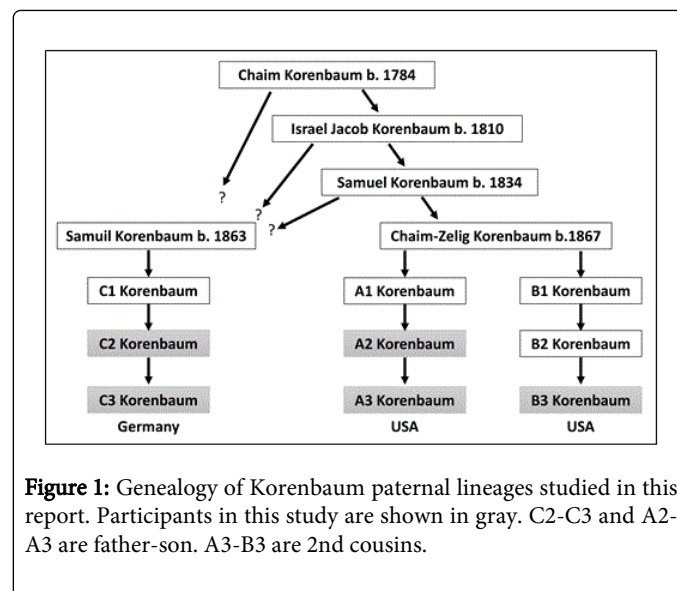 Chaim Korenbaum b. 1784
Israel Jacob Korenbaum b. 1810
Samuel Korenbaum b. 1834
?
?
?
Samuil Korenbaum b. 1863
Chaim-Zelig Korenbaum b.1867
C1 Korenbaum
A1 Korenbaum
B1 Korenbaum
C2 Korenbaum
A2 Korenbaum
B2 Korenbaum
C3 Korenbaum
A3 Korenbaum
B3 Korenbaum
Germany
USA
USA
Figure 1: Genealogy of Korenbaum paternal lineages studied in this
report. Participants in this study are shown in gray. C2-C3 and A2-
A3 are father-son. A3-B3 are 2nd cousins.